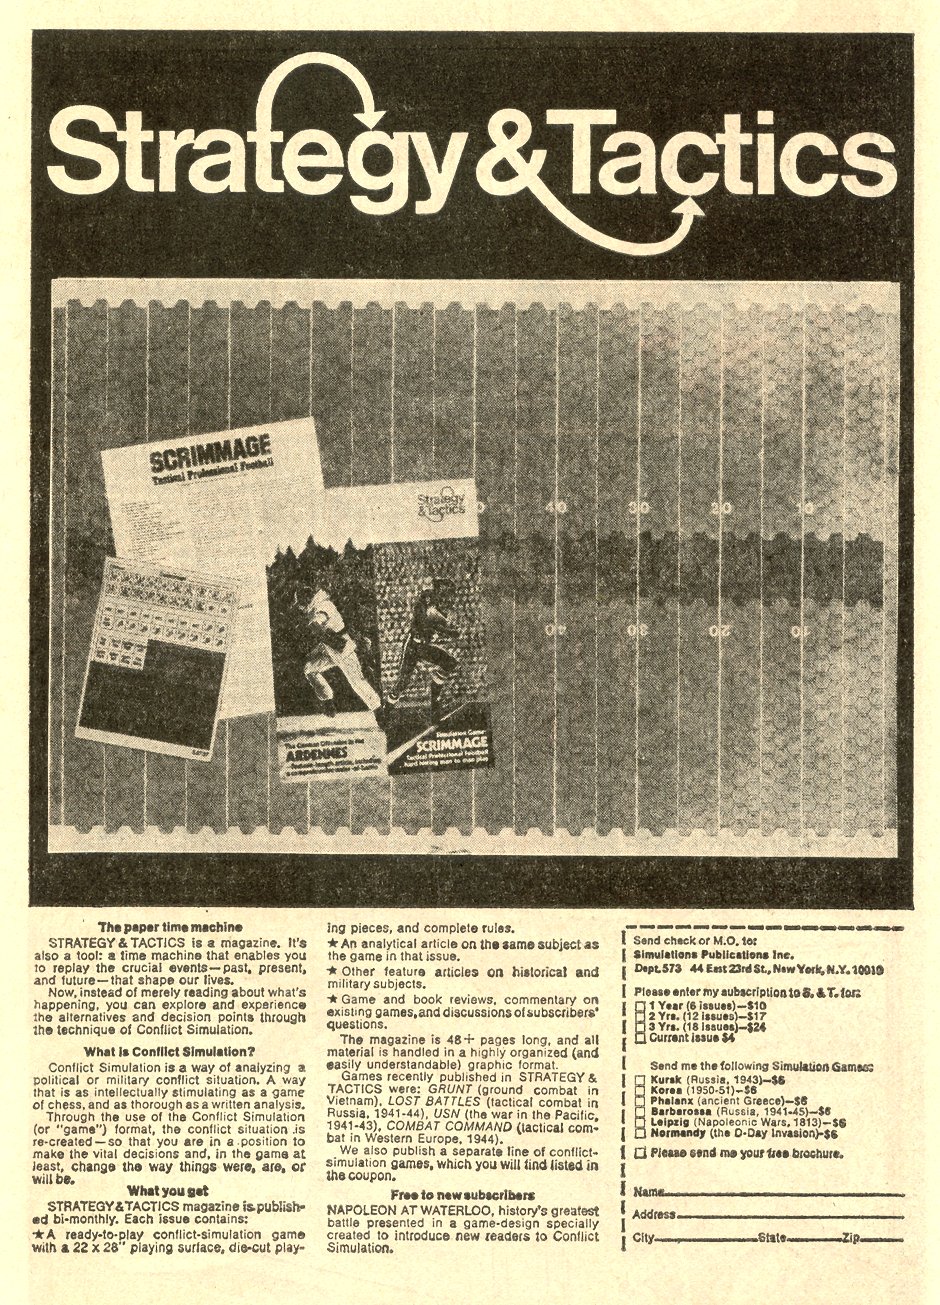 Strategy & Tactics
SCRIMMAGE
Tactical Professional Football
Strategy
& Tactics
40 30 20 10
40 30 20 10
ARDENNES
Simulation Game:
SCRIMMAGE
Tactical Professional Football
hard hitting man to man play
The paper time machine
STRATEGY & TACTICS is a magazine. It's
also a tool: a time machine that enables you
to replay the crucial events—past, present,
and future—that shape our lives.
Now, instead of merely reading about what's
happening, you can explore and experience
the alternatives and decision points through
the technique of Conflict Simulation.
What is Conflict Simulation?
Conflict Simulation is a way of analyzing a
political or military conflict situation. A way
that is as intellectually stimulating as a game
of chess, and as thorough as a written analysis.
Through the use of the Conflict Simulation
(or "game") format, the conflict situation is
re-created—so that you are in a position to
make the vital decisions and, in the game at
least, change the way things were, are, or
will be.
What you get
STRATEGY & TACTICS magazine is publish-
ed bi-monthly. Each issue contains:
★ A ready-to-play conflict-simulation game
with a 22 x 28" playing surface, die-cut play-
ing pieces, and complete rules.
★ An analytical article on the same subject as
the game in that issue.
★ Other feature articles on historical and
military subjects.
★ Game and book reviews, commentary on
existing games, and discussions of subscribers'
questions.
The magazine is 48+ pages long, and all
material is handled in a highly organized (and
easily understandable) graphic format.
Games recently published in STRATEGY &
TACTICS were: GRUNT (ground combat in
Vietnam), LOST BATTLES (tactical combat in
Russia, 1941-44), USN (the war in the Pacific,
1941-43), COMBAT COMMAND (tactical com-
bat in Western Europe, 1944).
We also publish a separate line of conflict-
simulation games, which you will find listed in
the coupon.
Free to new subscribers
NAPOLEON AT WATERLOO, history's greatest
battle presented in a game-design specially
created to introduce new readers to Conflict
Simulation.
Send check or M.O. to:
Simulations Publications Inc.
Dept. 573 44 East 23rd St., New York, N.Y. 10010
Please enter my subscription to S. & T. for:
1 Year (6 issues)—$10
2 Yrs. (12 issues)—$17
3 Yrs. (18 issues)—$24
Current issue $4
Send me the following Simulation Games:
Kursk (Russia, 1943)—$6
Korea (1950-51)—$6
Phalanx (ancient Greece)—$6
Barbarossa (Russia, 1941-45)—$6
Leipzig (Napoleonic Wars, 1813)—$6
Normandy (the D-Day Invasion)-$6
Please send me your free brochure.
Name
Address
City State Zip